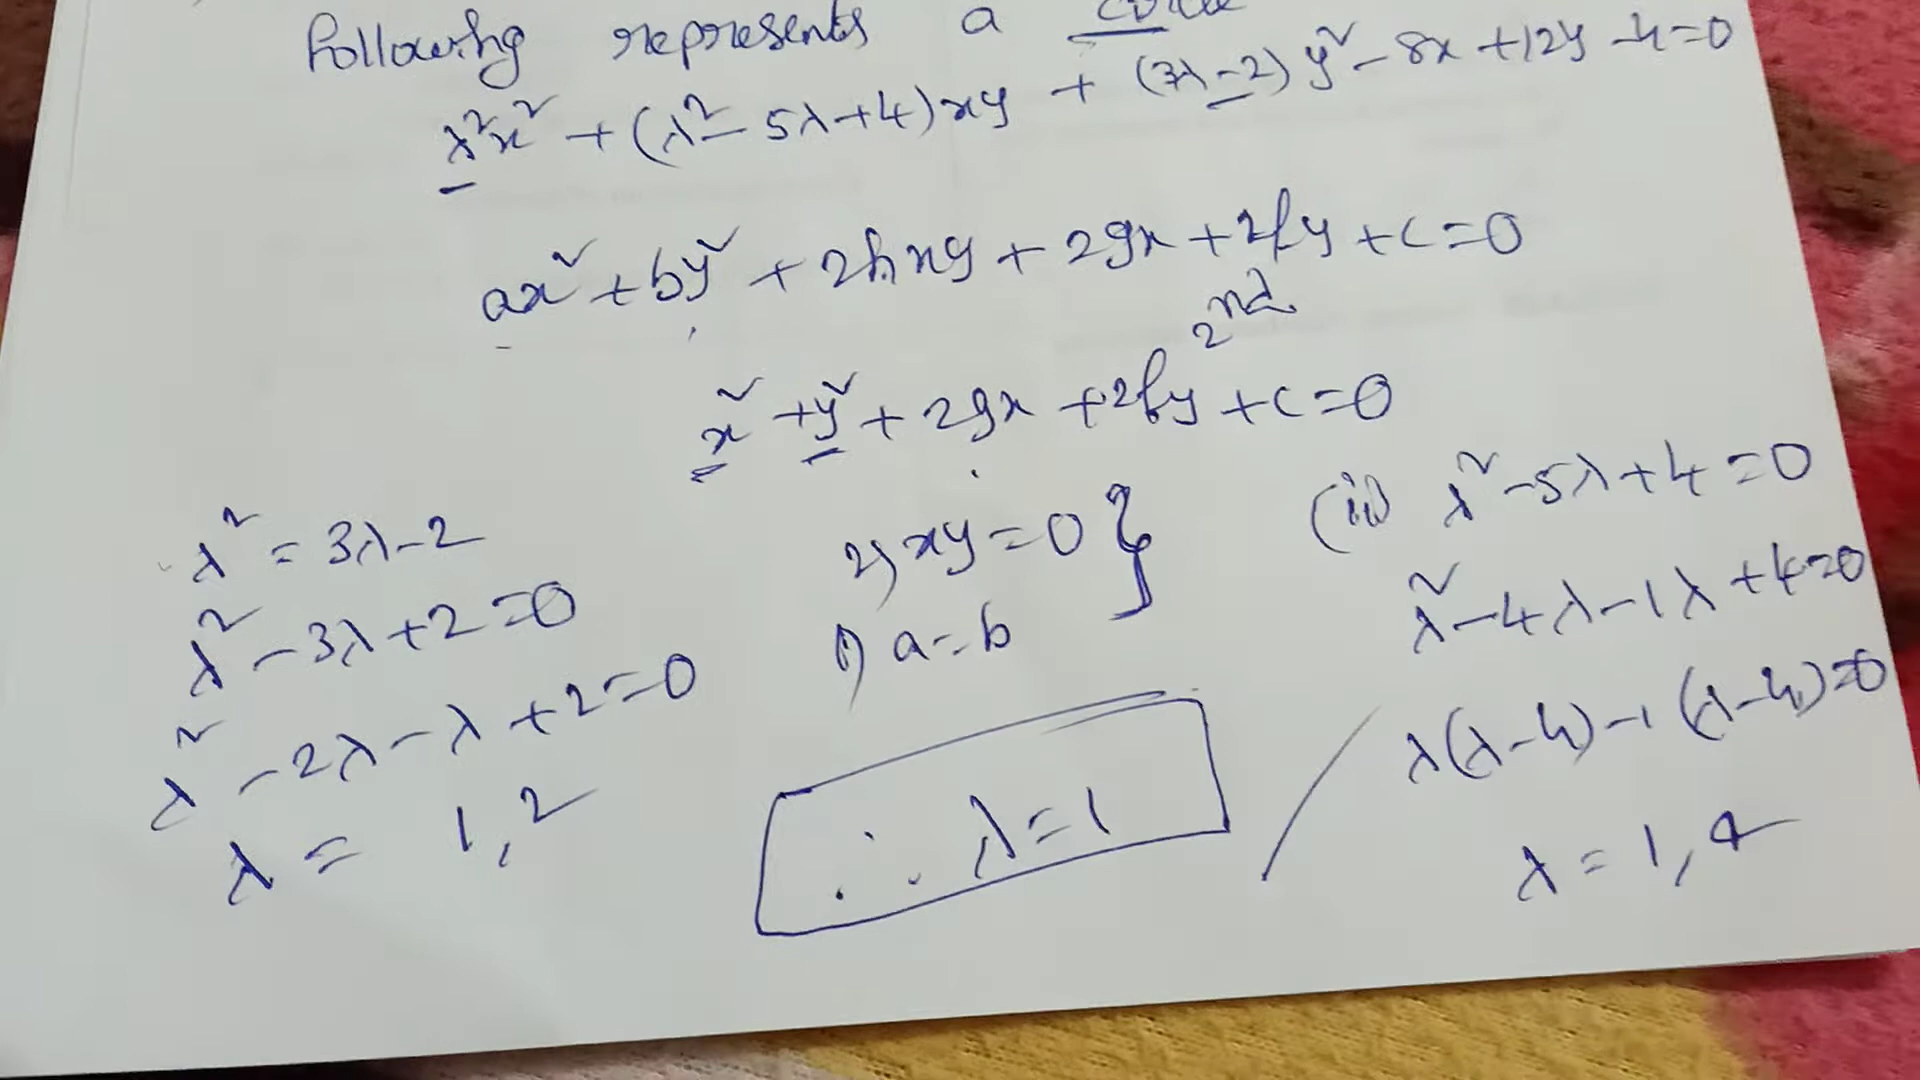 Following represents a circle
λ²x² + (λ² - 5λ + 4)xy + (3λ - 2)y² - 8x + 12y - 4 = 0
ax² + by² + 2hxy + 2gx + 2fy + c = 0
2nd
x² + y² + 2gx + 2fy + c = 0
λ² = 3λ - 2
λ² - 3λ + 2 = 0
λ² - 2λ - λ + 2 = 0
λ = 1, 2
2) xy = 0 }
1) a = b
∴ λ = 1
(ii) λ² - 5λ + 4 = 0
λ² - 4λ - 1λ + 4 = 0
λ(λ - 4) - 1(λ - 4) = 0
λ = 1, 4